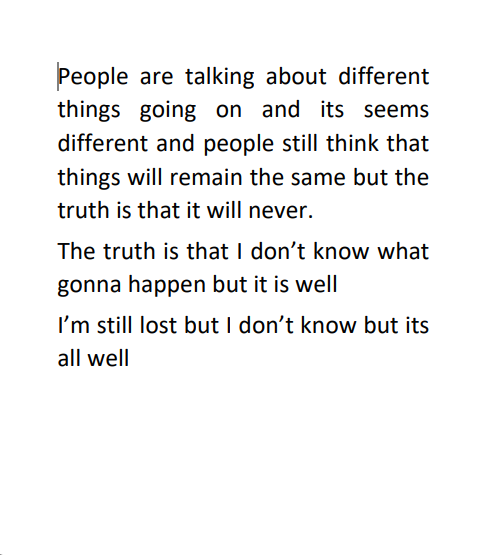 People are talking about different
things going on and its seems
different and people still think that
things will remain the same but the
truth is that it will never.
The truth is that I don’t know what
gonna happen but it is well
I’m still lost but I don’t know but its
all well